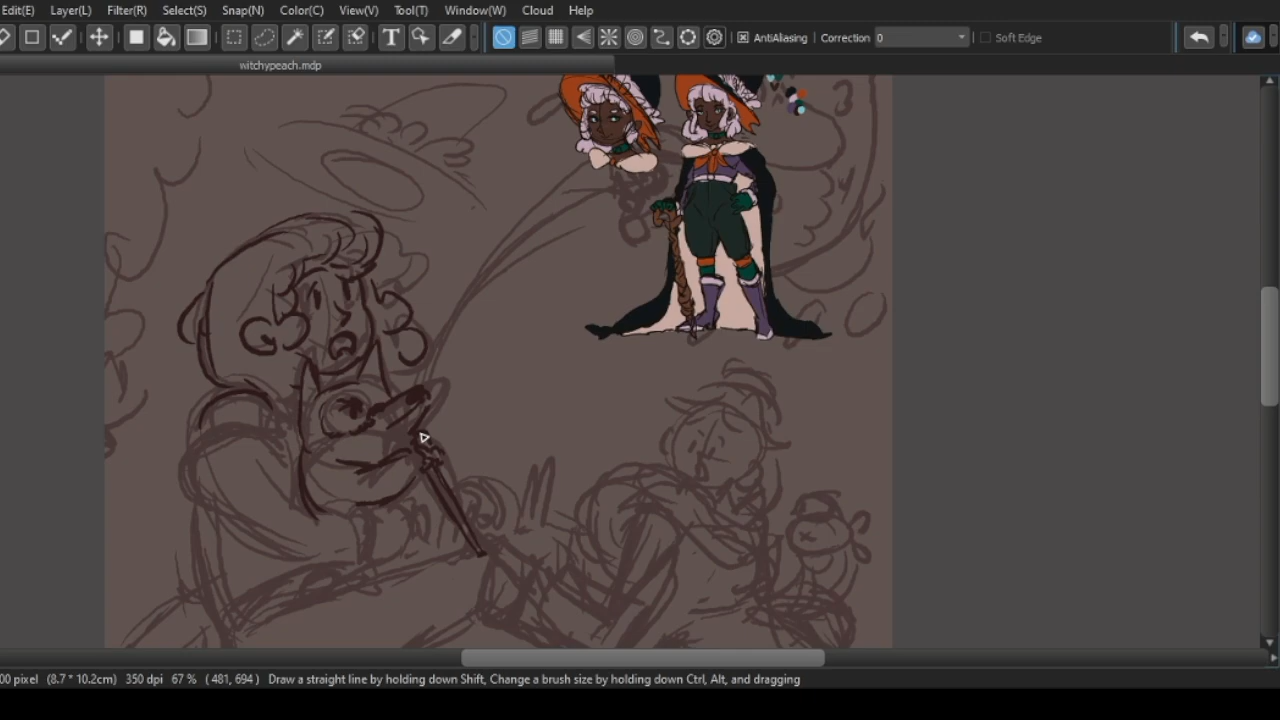 Edit(E) Layer(L) Filter(R) Select(S) Snap(N) Color(C) View(V) Tool(T) Window(W) Cloud Help
T AntiAliasing Correction 0 Soft Edge
witchypeach.mdp
00 pixel (8.7 * 10.2cm) 350 dpi 67 % ( 481, 694 ) Draw a straight line by holding down Shift, Change a brush size by holding down Ctrl, Alt, and dragging